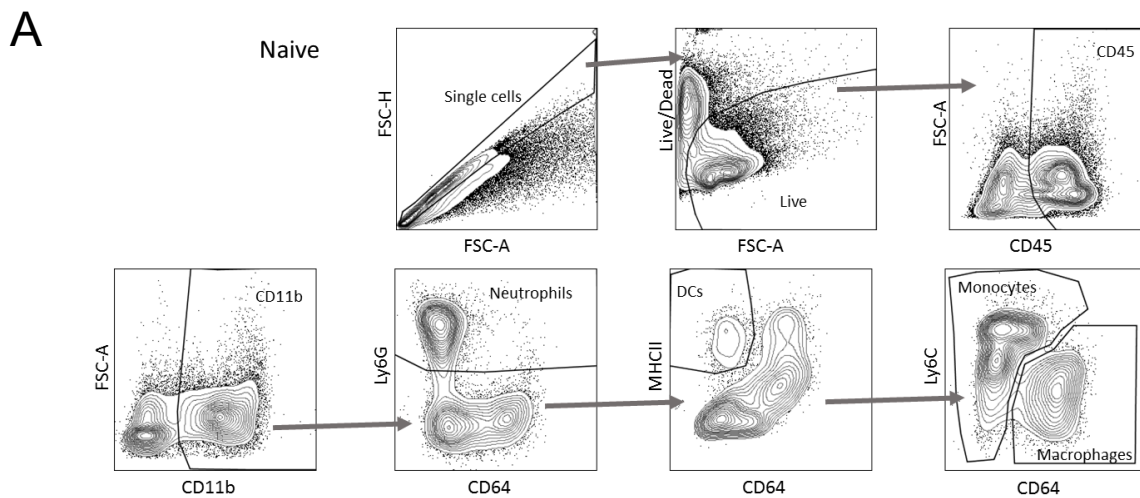 A
Naive
FSC-H
Single cells
FSC-A
Live/Dead
Live
FSC-A
FSC-A
CD45
CD45
FSC-A
CD11b
CD11b
Ly6G
Neutrophils
CD64
MHCII
DCs
CD64
Ly6C
Monocytes
Macrophages
CD64